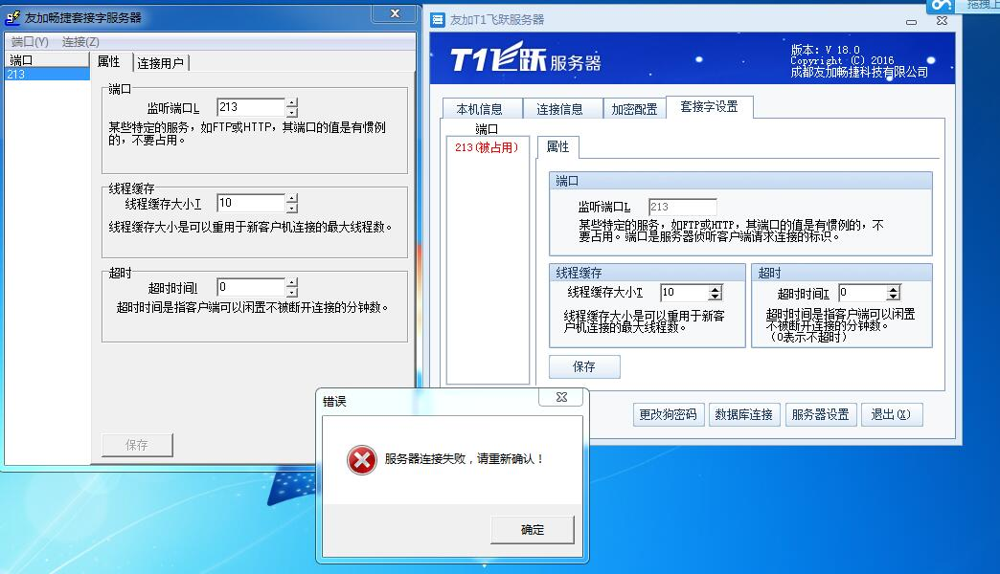 友加畅捷套接字服务器
端口(Y) 连接(Z)
端口
213
属性 连接用户
端口
监听端口L 213
某些特定的服务，如FTP或HTTP，其端口的值是有惯例
的，不要占用。
线程缓存
线程缓存大小I 10
线程缓存大小是可以重用于新客户机连接的最大线程数。
超时
超时时间! 0
超时时间是指客户端可以闲置不被断开连接的分钟数。
保存
拖拽上
友加T1飞跃服务器
T1飞跃服务器
版本：V 18.0
Copyright (C) 2016
成都友加畅捷科技有限公司
本机信息 连接信息 加密配置 套接字设置
端口
213(被占用)
属性
端口
监听端口L 213
某些特定的服务，如FTP或HTTP，其端口的值是有惯例的，不
要占用。端口是服务器侦听客户端请求连接的标识。
线程缓存
线程缓存大小I 10
线程缓存大小是可以重用于新客
户机连接的最大线程数。
超时
超时时间I 0
超时时间是指客户端可以闲置
不被断开连接的分钟数。
（0表示不超时）
保存
更改狗密码 数据库连接 服务器设置 退出(X)
错误
服务器连接失败，请重新确认！
确定